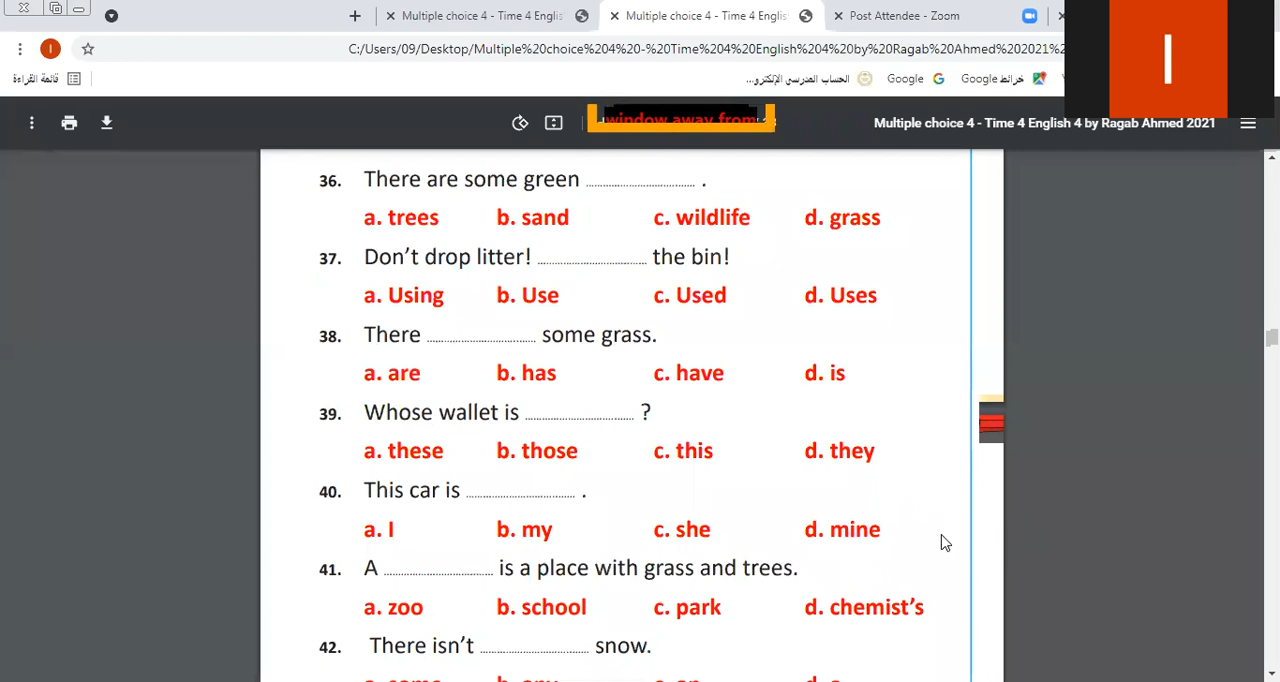 Multiple choice 4 - Time 4 Englis
Multiple choice 4 - Time 4 Englis
Post Attendee - Zoom
C:/Users/09/Desktop/Multiple%20choice%204%20-%20Time%204%20English%204%20by%20Ragab%20Ahmed%202021%
قائمة القراءة
الحساب المدرسي الإلكترو...
Google
خرائط Google
I
window away from
Multiple choice 4 - Time 4 English 4 by Ragab Ahmed 2021
36. There are some green .................................. .
a. trees b. sand c. wildlife d. grass
37. Don't drop litter! .................................. the bin!
a. Using b. Use c. Used d. Uses
38. There .................................. some grass.
a. are b. has c. have d. is
39. Whose wallet is .................................. ?
a. these b. those c. this d. they
40. This car is .................................. .
a. I b. my c. she d. mine
41. A .................................. is a place with grass and trees.
a. zoo b. school c. park d. chemist's
42. There isn't .................................. snow.